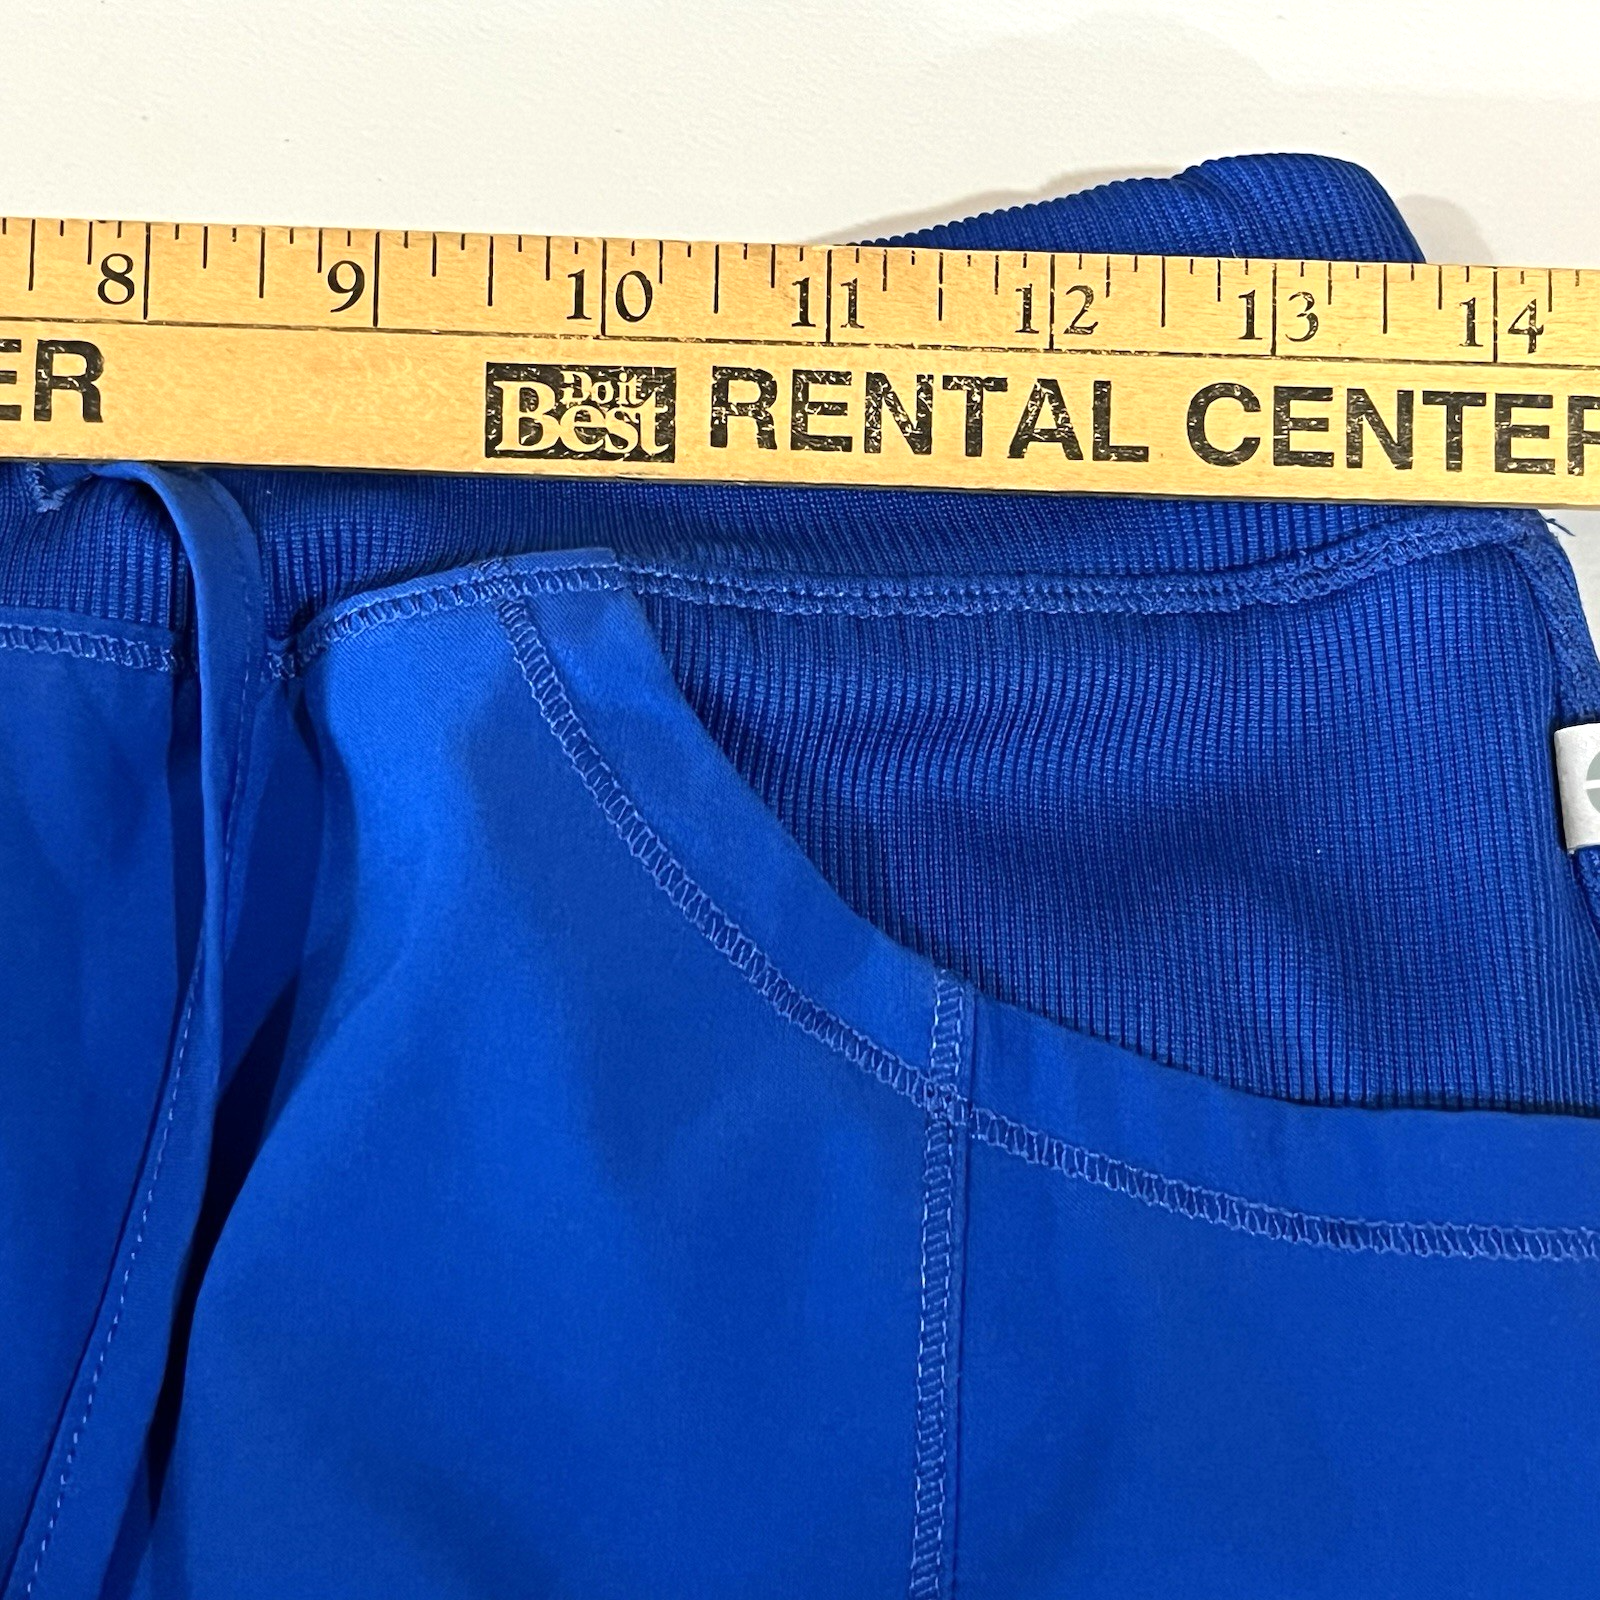 8 9 10 11 12 13 14
ER Do it Best RENTAL CENTER